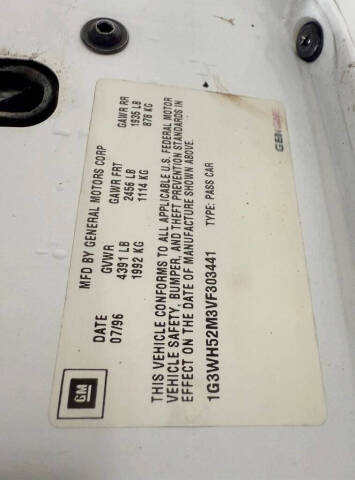 MFD BY GENERAL MOTORS CORP
DATE GVWR GAWR FRT GAWR RR
07/96 4391 LB 2456 LB 1935 LB
1992 KG 1114 KG 878 KG
THIS VEHICLE CONFORMS TO ALL APPLICABLE U.S. FEDERAL MOTOR
VEHICLE SAFETY, BUMPER, AND THEFT PREVENTION STANDARDS IN
EFFECT ON THE DATE OF MANUFACTURE SHOWN ABOVE.
1G3WH52M3VF303441 TYPE: PASS CAR
GM